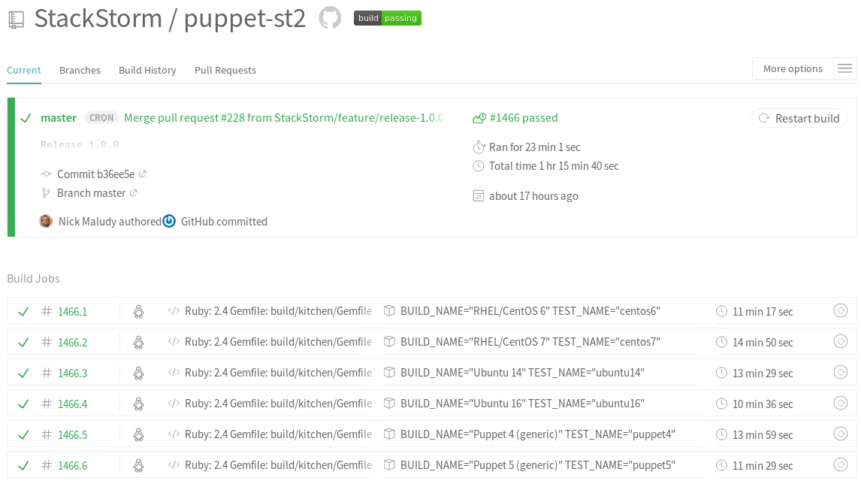 StackStorm / puppet-st2 build passing
Current Branches Build History Pull Requests More options
master CRON Merge pull request #228 from StackStorm/feature/release-1.0.0
#1466 passed
Restart build
Release 1.0.0
Ran for 23 min 1 sec
Total time 1 hr 15 min 40 sec
Commit b36ee5e
Branch master
about 17 hours ago
Nick Maludy authored GitHub committed
Build Jobs
# 1466.1 Ruby: 2.4 Gemfile: build/kitchen/Gemfile BUILD_NAME="RHEL/CentOS 6" TEST_NAME="centos6" 11 min 17 sec
# 1466.2 Ruby: 2.4 Gemfile: build/kitchen/Gemfile BUILD_NAME="RHEL/CentOS 7" TEST_NAME="centos7" 14 min 50 sec
# 1466.3 Ruby: 2.4 Gemfile: build/kitchen/Gemfile BUILD_NAME="Ubuntu 14" TEST_NAME="ubuntu14" 13 min 29 sec
# 1466.4 Ruby: 2.4 Gemfile: build/kitchen/Gemfile BUILD_NAME="Ubuntu 16" TEST_NAME="ubuntu16" 10 min 36 sec
# 1466.5 Ruby: 2.4 Gemfile: build/kitchen/Gemfile BUILD_NAME="Puppet 4 (generic)" TEST_NAME="puppet4" 13 min 59 sec
# 1466.6 Ruby: 2.4 Gemfile: build/kitchen/Gemfile BUILD_NAME="Puppet 5 (generic)" TEST_NAME="puppet5" 11 min 29 sec